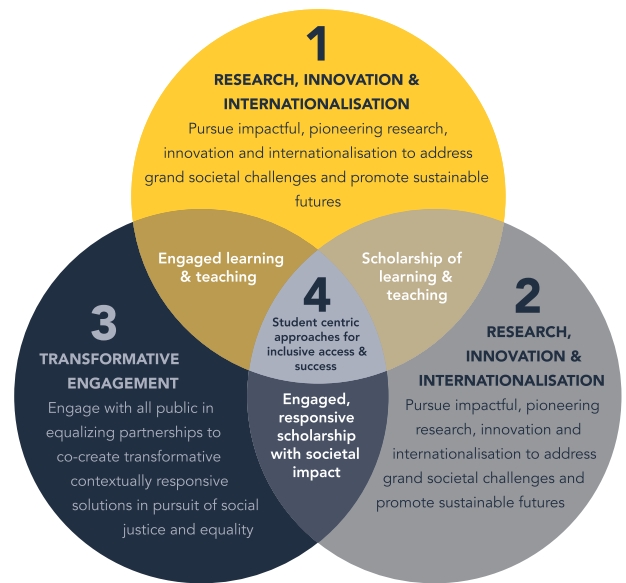 1
RESEARCH, INNOVATION &
INTERNATIONALISATION
Pursue impactful, pioneering research,
innovation and internationalisation to address
grand societal challenges and promote sustainable
futures
Engaged learning
& teaching
Scholarship of
learning &
teaching
4
Student centric
approaches for
inclusive access &
success
3
TRANSFORMATIVE
ENGAGEMENT
Engage with all public in
equalizing partnerships to
co-create transformative
contextually responsive
solutions in pursuit of social
justice and equality
2
RESEARCH,
INNOVATION &
INTERNATIONALISATION
Pursue impactful, pioneering
research, innovation and
internationalisation to address
grand societal challenges and
promote sustainable futures
Engaged,
responsive
scholarship
with societal
impact